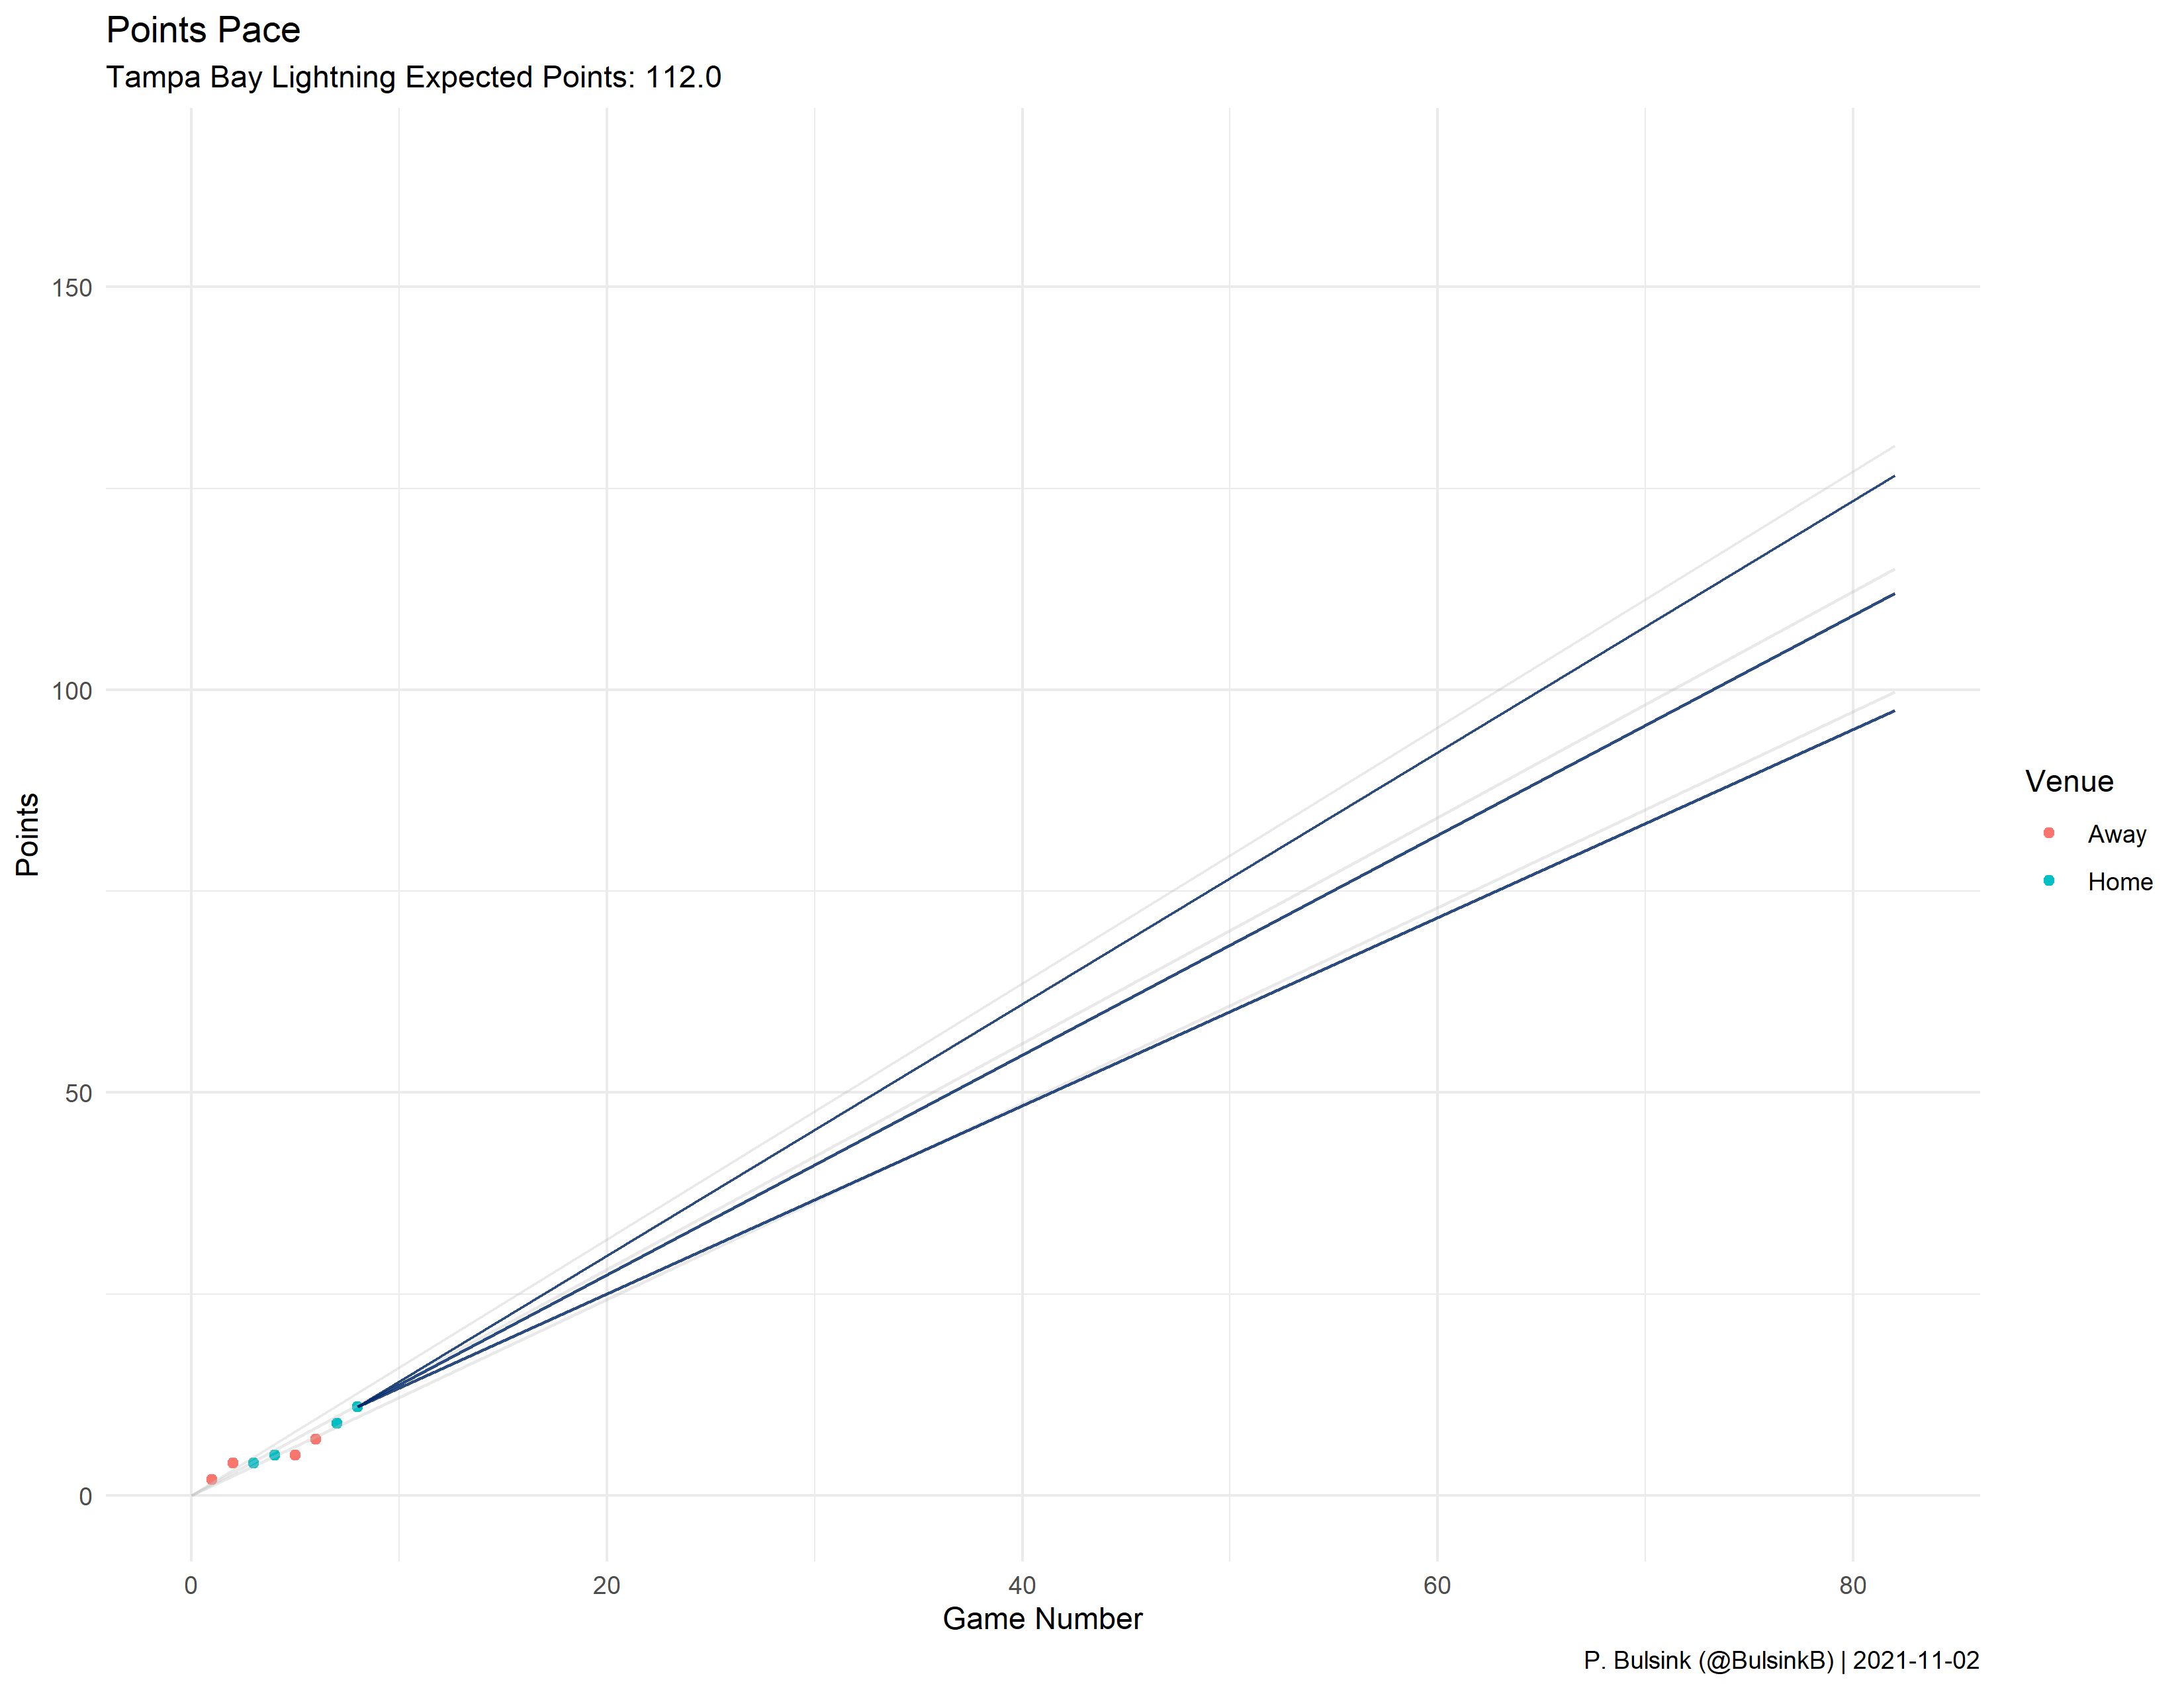 Points Pace
Tampa Bay Lightning Expected Points: 112.0
150
100
50
0
Points
0 20 40 60 80
Game Number
Venue
Away
Home
P. Bulsink (@BulsinkB) | 2021-11-02